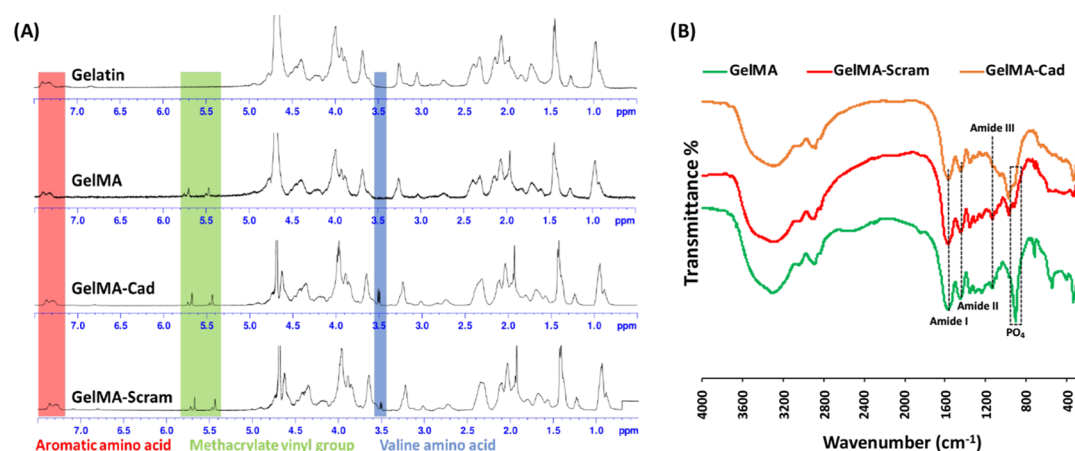 (A)
Gelatin
7.0 6.5 6.0 5.5 5.0 4.5 4.0 3.5 3.0 2.5 2.0 1.5 1.0 ppm
GelMA
7.0 6.5 6.0 5.5 5.0 4.5 4.0 3.5 3.0 2.5 2.0 1.5 1.0 ppm
GelMA-Cad
7.0 6.5 6.0 5.5 5.0 4.5 4.0 3.5 3.0 2.5 2.0 1.5 1.0 ppm
GelMA-Scram
7.0 6.5 6.0 5.5 5.0 4.5 4.0 3.5 3.0 2.5 2.0 1.5 1.0 ppm
Aromatic amino acid Methacrylate vinyl group Valine amino acid
(B)
GelMA GelMA-Scram GelMA-Cad
Amide III
Transmittance %
Amide II
Amide I
PO₄
4000 3600 3200 2800 2400 2000 1600 1200 800 400
Wavenumber (cm⁻¹)